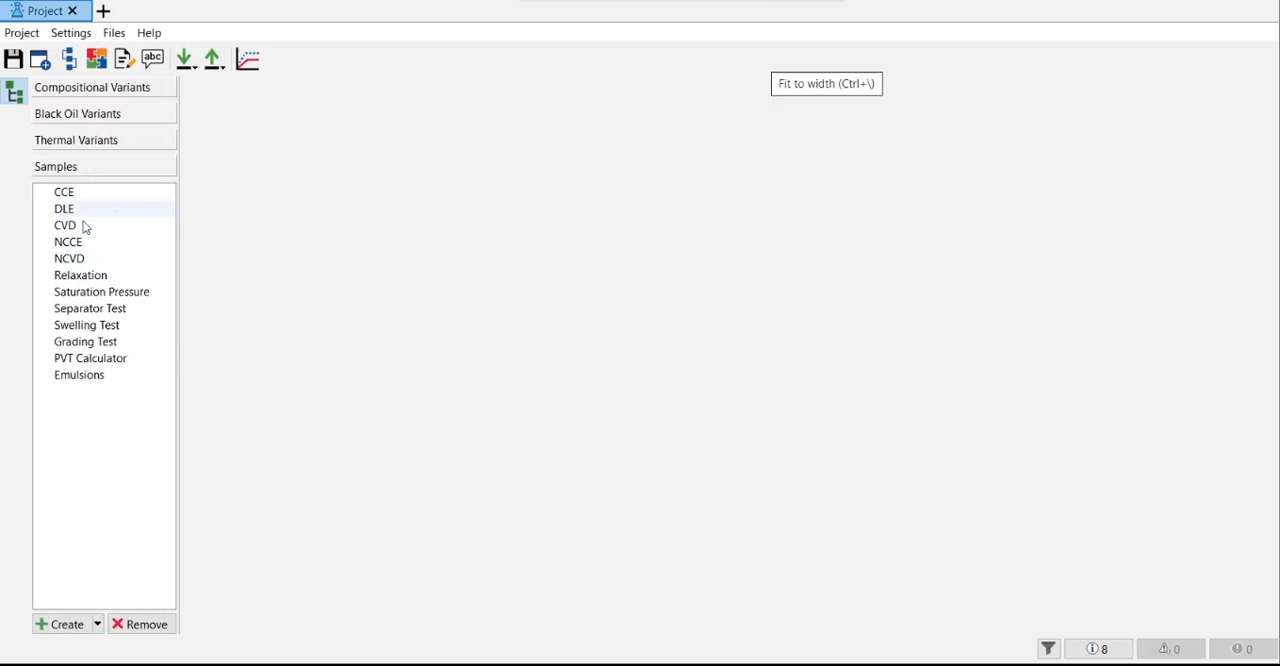 Project
Project Settings Files Help
abc
Compositional Variants
Fit to width (Ctrl+\)
Black Oil Variants
Thermal Variants
Samples
CCE
DLE
CVD
NCCE
NCVD
Relaxation
Saturation Pressure
Separator Test
Swelling Test
Grading Test
PVT Calculator
Emulsions
Create Remove
8 0 0